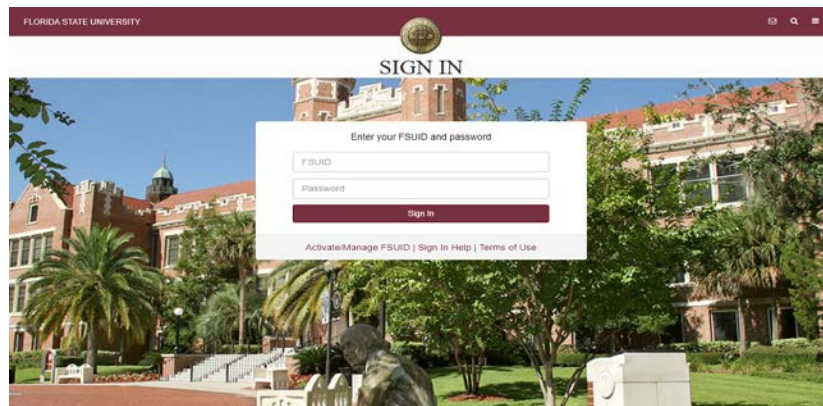 FLORIDA STATE UNIVERSITY
SIGN IN
Enter your FSUID and password
FSUID
Password
Sign In
Activate/Manage FSUID | Sign In Help | Terms of Use